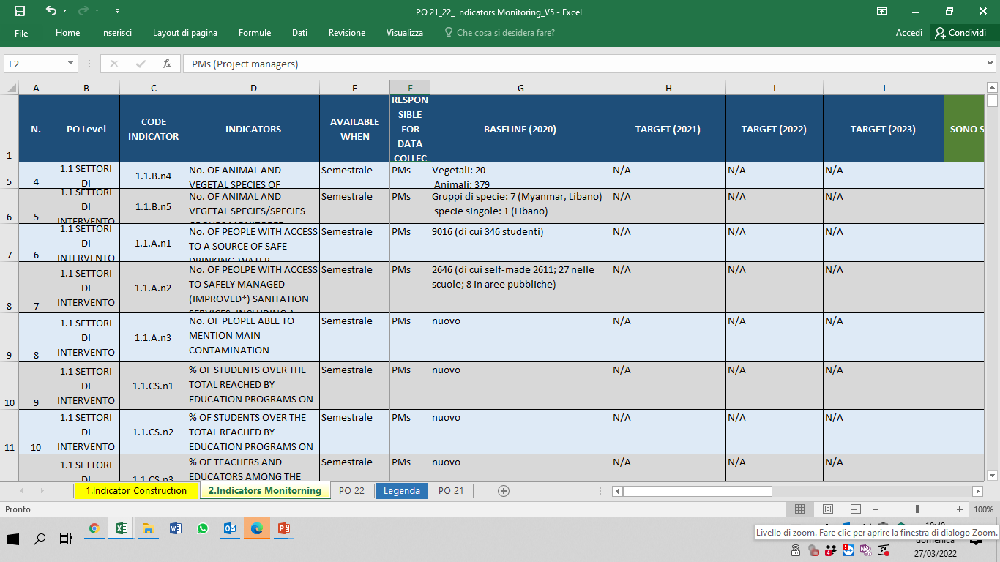 PO 21_22_ Indicators Monitoring_V5 - Excel
File Home Inserisci Layout di pagina Formule Dati Revisione Visualizza Che cosa si desidera fare? Accedi Condividi
F2 fx PMs (Project managers)
A B C D E F G H I J
1 N. PO Level CODE INDICATOR INDICATORS AVAILABLE WHEN RESPON SIBLE FOR DATA COLLEC BASELINE (2020) TARGET (2021) TARGET (2022) TARGET (2023) SONO S
5 4 1.1 SETTORI DI 1.1.B.n4 No. OF ANIMAL AND VEGETAL SPECIES OF Semestrale PMs Vegetali: 20 Animali: 379 N/A N/A N/A
6 5 1.1 SETTORI DI INTERVENTO 1.1.B.n5 No. OF ANIMAL AND VEGETAL SPECIES/SPECIES Semestrale PMs Gruppi di specie: 7 (Myanmar, Libano) specie singole: 1 (Libano) N/A N/A N/A
7 6 1.1 SETTORI DI INTERVENTO 1.1.A.n1 No. OF PEOPLE WITH ACCESS TO A SOURCE OF SAFE DRINKING-WATER Semestrale PMs 9016 (di cui 346 studenti) N/A N/A N/A
8 7 1.1 SETTORI DI INTERVENTO 1.1.A.n2 No. OF PEOLPE WITH ACCESS TO SAFELY MANAGED (IMPROVED*) SANITATION SERVICES, INCLUDING A Semestrale PMs 2646 (di cui self-made 2611; 27 nelle scuole; 8 in aree pubbliche) N/A N/A N/A
9 8 1.1 SETTORI DI INTERVENTO 1.1.A.n3 No. OF PEOPLE ABLE TO MENTION MAIN CONTAMINATION Semestrale PMs nuovo N/A N/A N/A
10 9 1.1 SETTORI DI INTERVENTO 1.1.CS.n1 % OF STUDENTS OVER THE TOTAL REACHED BY EDUCATION PROGRAMS ON Semestrale PMs nuovo N/A N/A N/A
11 10 1.1 SETTORI DI INTERVENTO 1.1.CS.n2 % OF STUDENTS OVER THE TOTAL REACHED BY EDUCATION PROGRAMS ON Semestrale PMs nuovo N/A N/A N/A
1.1 SETTORI DI 1.1.CS.n3 % OF TEACHERS AND EDUCATORS AMONG THE Semestrale PMs nuovo N/A N/A N/A
1.Indicator Construction 2.Indicators Monitorning PO 22 Legenda PO 21
Pronto 100%
Livello di zoom. Fare clic per aprire la finestra di dialogo Zoom.
domenica
27/03/2022